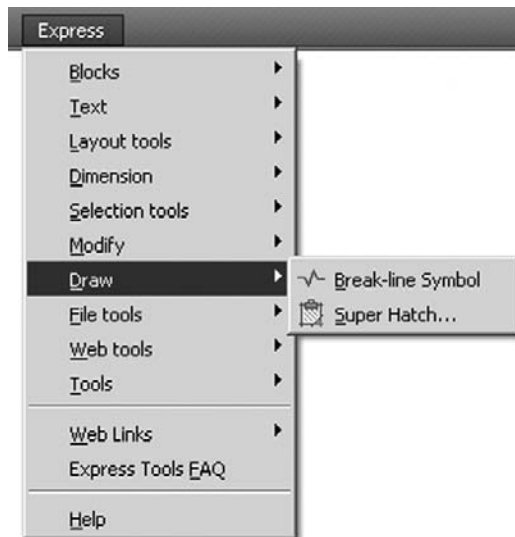 Express
Blocks
Text
Layout tools
Dimension
Selection tools
Modify
Draw
Break-line Symbol
Super Hatch...
File tools
Web tools
Tools
Web Links
Express Tools FAQ
Help